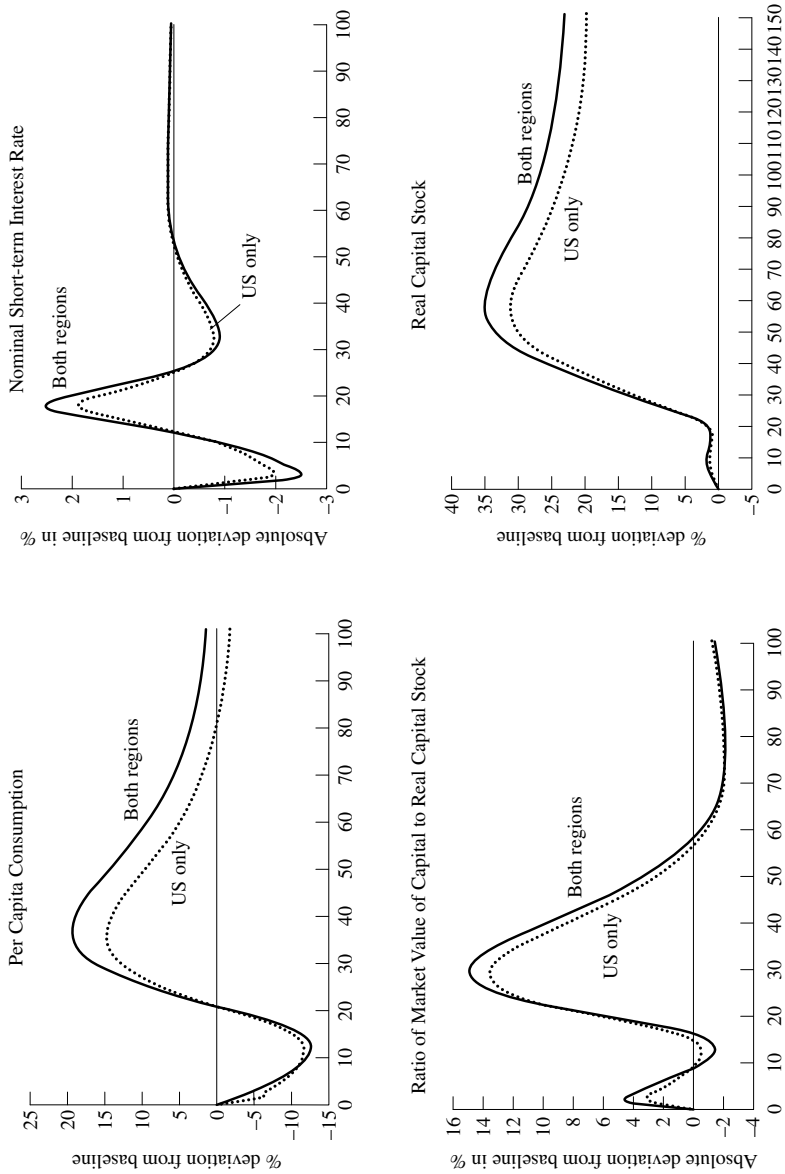 Per Capita Consumption
% deviation from baseline
25
20
15
10
5
0
−5
−10
−15
0 10 20 30 40 50 60 70 80 90 100
Both regions
US only
Nominal Short-term Interest Rate
Absolute deviation from baseline in %
3
2
1
0
−1
−2
−3
0 10 20 30 40 50 60 70 80 90 100
Both regions
US only
Ratio of Market Value of Capital to Real Capital Stock
Absolute deviation from baseline in %
16
14
12
10
8
6
4
2
0
−2
−4
0 10 20 30 40 50 60 70 80 90 100
Both regions
US only
Real Capital Stock
% deviation from baseline
40
35
30
25
20
15
10
5
0
−5
0 10 20 30 40 50 60 70 80 90 100 110 120 130 140 150
Both regions
US only